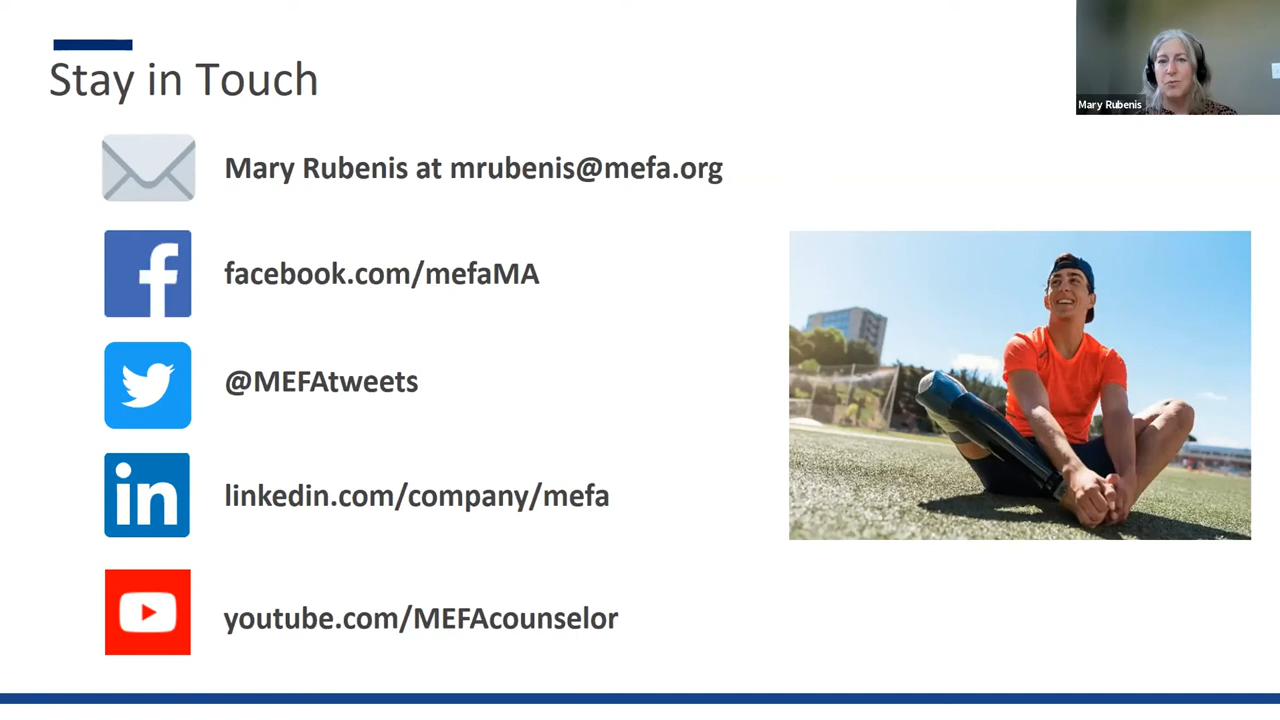 Stay in Touch
Mary Rubenis
Mary Rubenis at mrubenis@mefa.org
facebook.com/mefaMA
@MEFAtweets
in
linkedin.com/company/mefa
youtube.com/MEFAcounselor